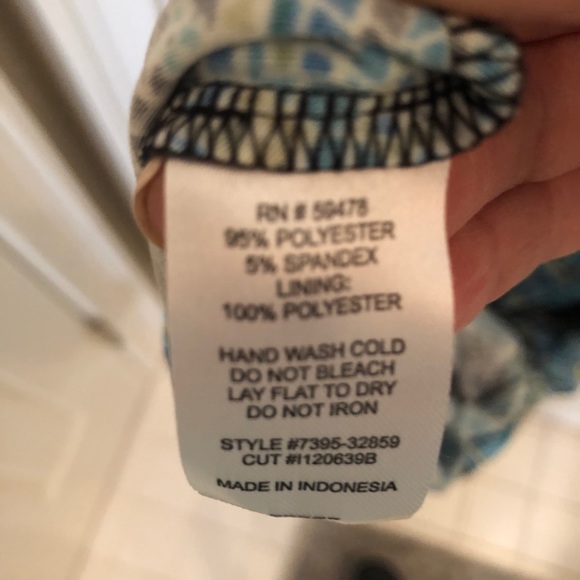 RN # 59478
95% POLYESTER
5% SPANDEX
LINING:
100% POLYESTER
HAND WASH COLD
DO NOT BLEACH
LAY FLAT TO DRY
DO NOT IRON
STYLE #7395-32859
CUT #I120639B
MADE IN INDONESIA